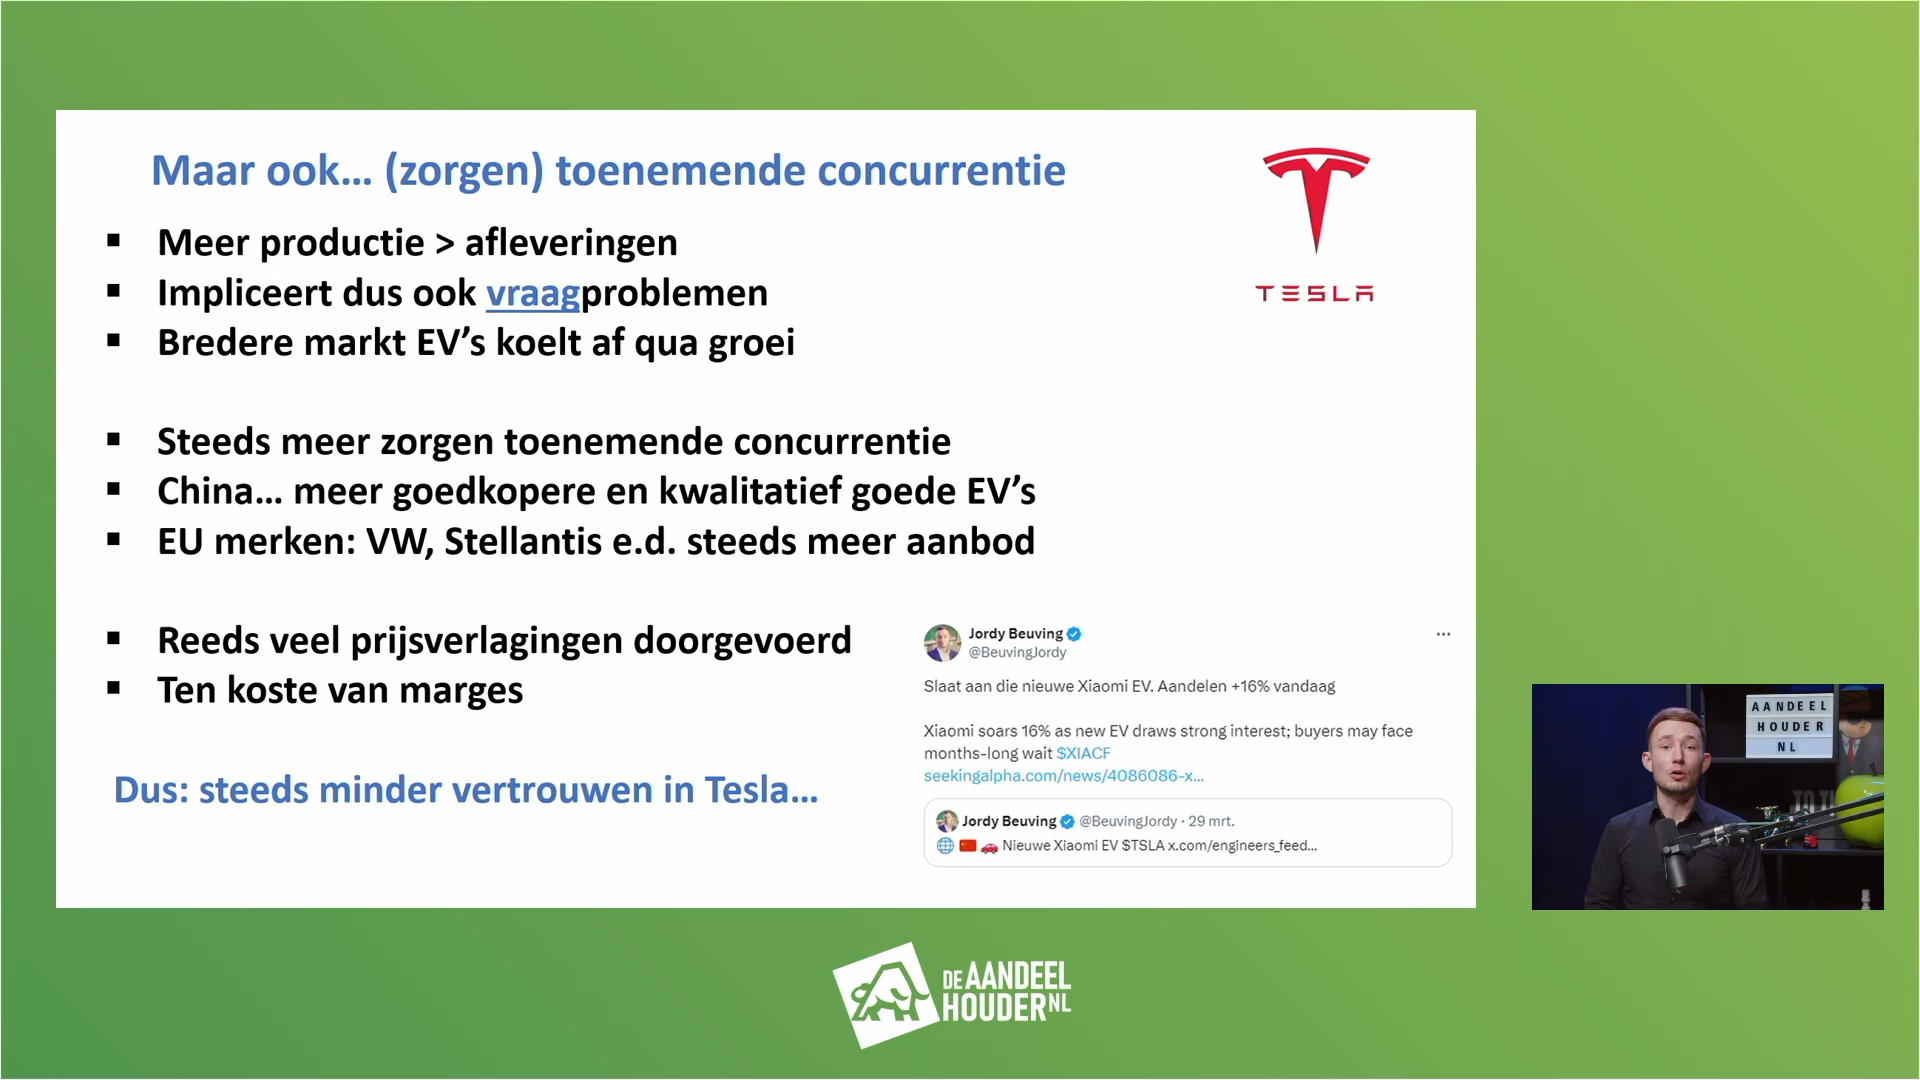 Maar ook... (zorgen) toenemende concurrentie
▪ Meer productie > afleveringen
▪ Impliceert dus ook vraagproblemen
▪ Bredere markt EV’s koelt af qua groei
▪ Steeds meer zorgen toenemende concurrentie
▪ China... meer goedkopere en kwalitatief goede EV’s
▪ EU merken: VW, Stellantis e.d. steeds meer aanbod
▪ Reeds veel prijsverlagingen doorgevoerd
▪ Ten koste van marges
Dus: steeds minder vertrouwen in Tesla...
TESLA
Jordy Beuving
@BeuvingJordy
Slaat aan die nieuwe Xiaomi EV. Aandelen +16% vandaag
Xiaomi soars 16% as new EV draws strong interest; buyers may face
months-long wait $XIACF
seekingalpha.com/news/4086086-x...
Jordy Beuving @BeuvingJordy · 29 mrt.
Nieuwe Xiaomi EV $TSLA x.com/engineers_feed...
AANDEEL
HOUDER
NL
DE AANDEEL
HOUDER NL